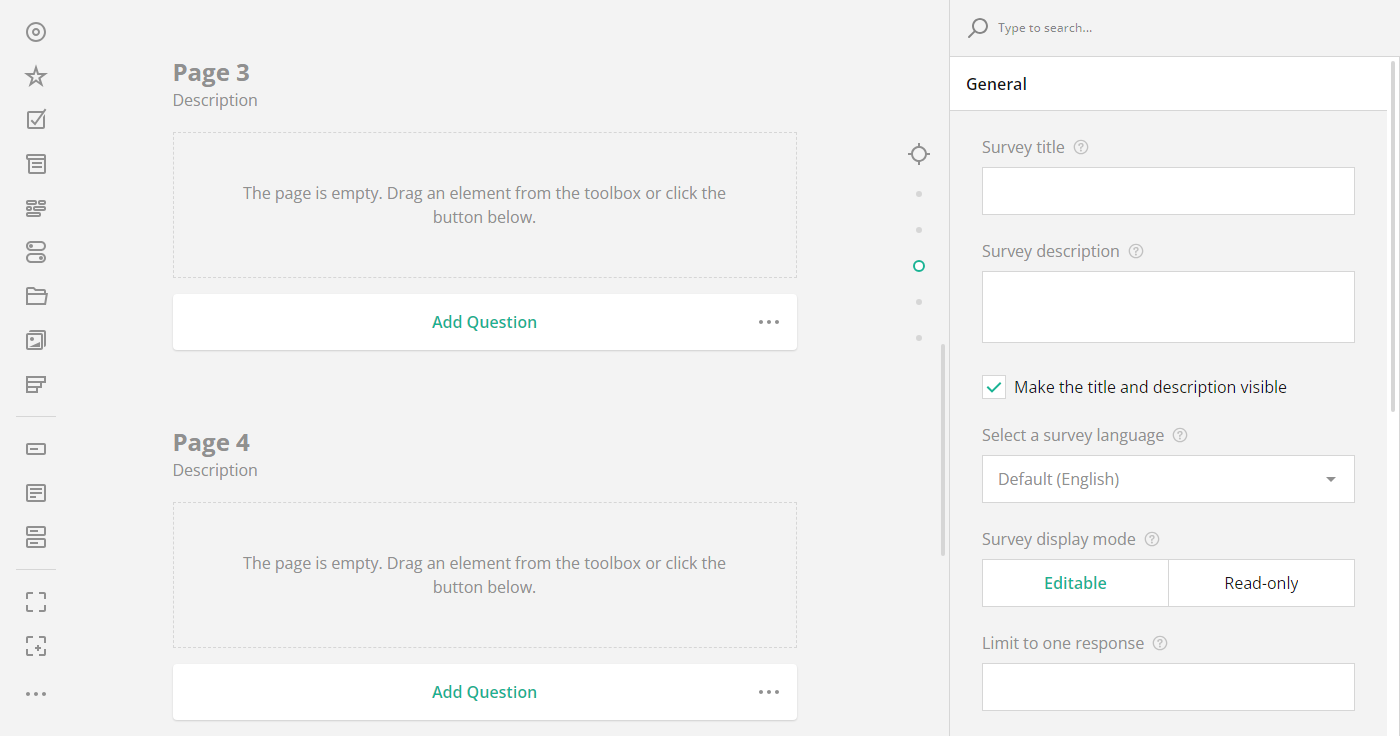 Page 3
Description
The page is empty. Drag an element from the toolbox or click the
button below.
Add Question
Page 4
Description
The page is empty. Drag an element from the toolbox or click the
button below.
Add Question
Type to search...
General
Survey title
Survey description
Make the title and description visible
Select a survey language
Default (English)
Survey display mode
Editable
Read-only
Limit to one response